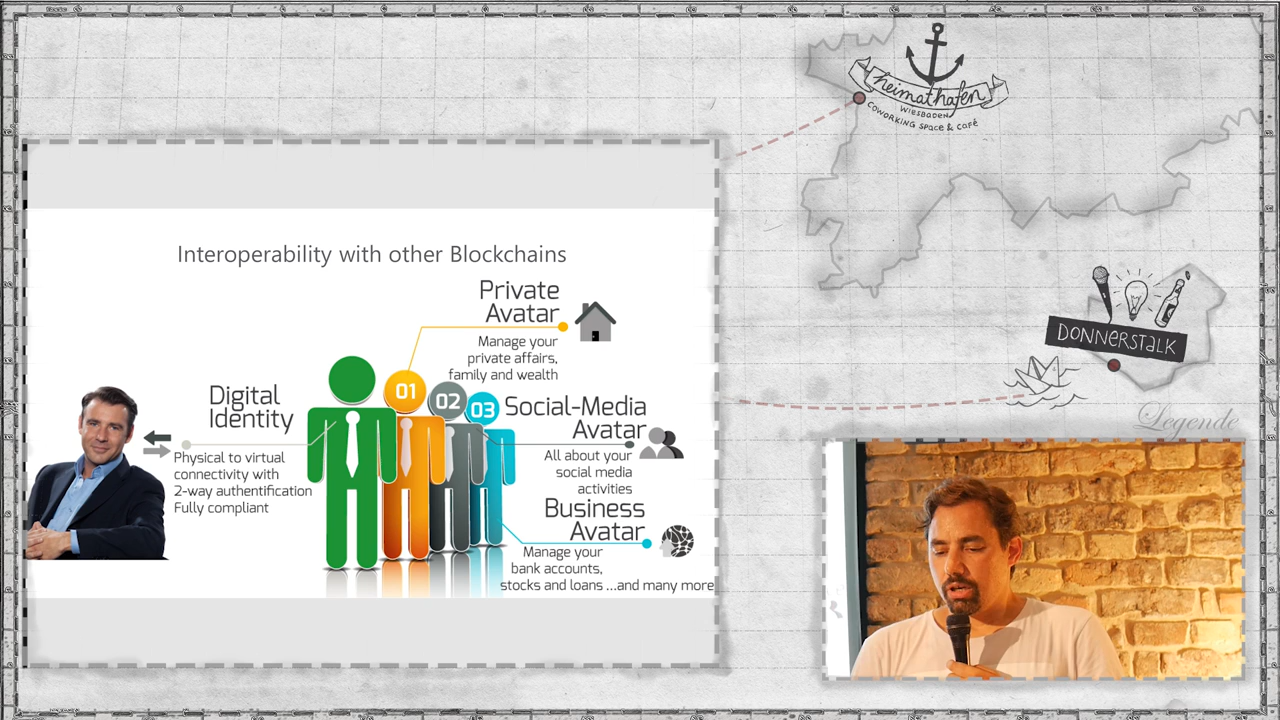 heimathafen
WIESBADEN
COWORKING SPACE & CAFÉ
Interoperability with other Blockchains
Private
Avatar
Manage your
private affairs,
family and wealth
01
02
03
Digital
Identity
Physical to virtual
connectivity with
2-way authentification
Fully compliant
Social-Media
Avatar
All about your
social media
activities
Business
Avatar
Manage your
bank accounts,
stocks and loans ...and many more
DONNERSTALK
Legende